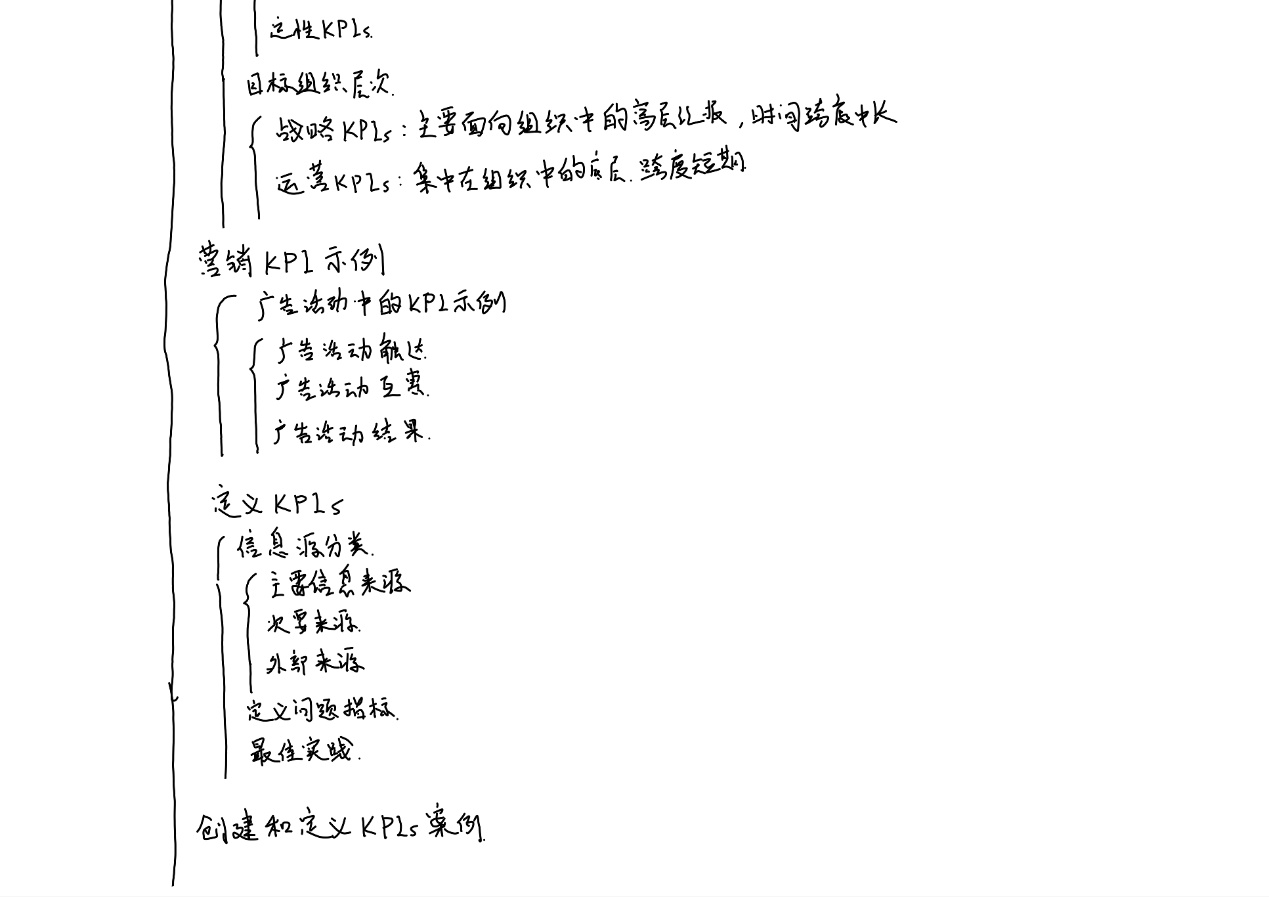 定性KPIs.
目标组织层次.
战略KPIs：主要面向组织中的高层汇报，时间跨度中长
运营KPIs：集中在组织中的底层.跨度短期
营销KPI示例
广告活动中的KPI示例
广告活动触达.
广告活动互惠.
广告活动结果.
定义KPIs
信息源分类.
主要信息来源
次要来源.
外部来源
定义问题指标.
最佳实践.
创建和定义KPIs案例.